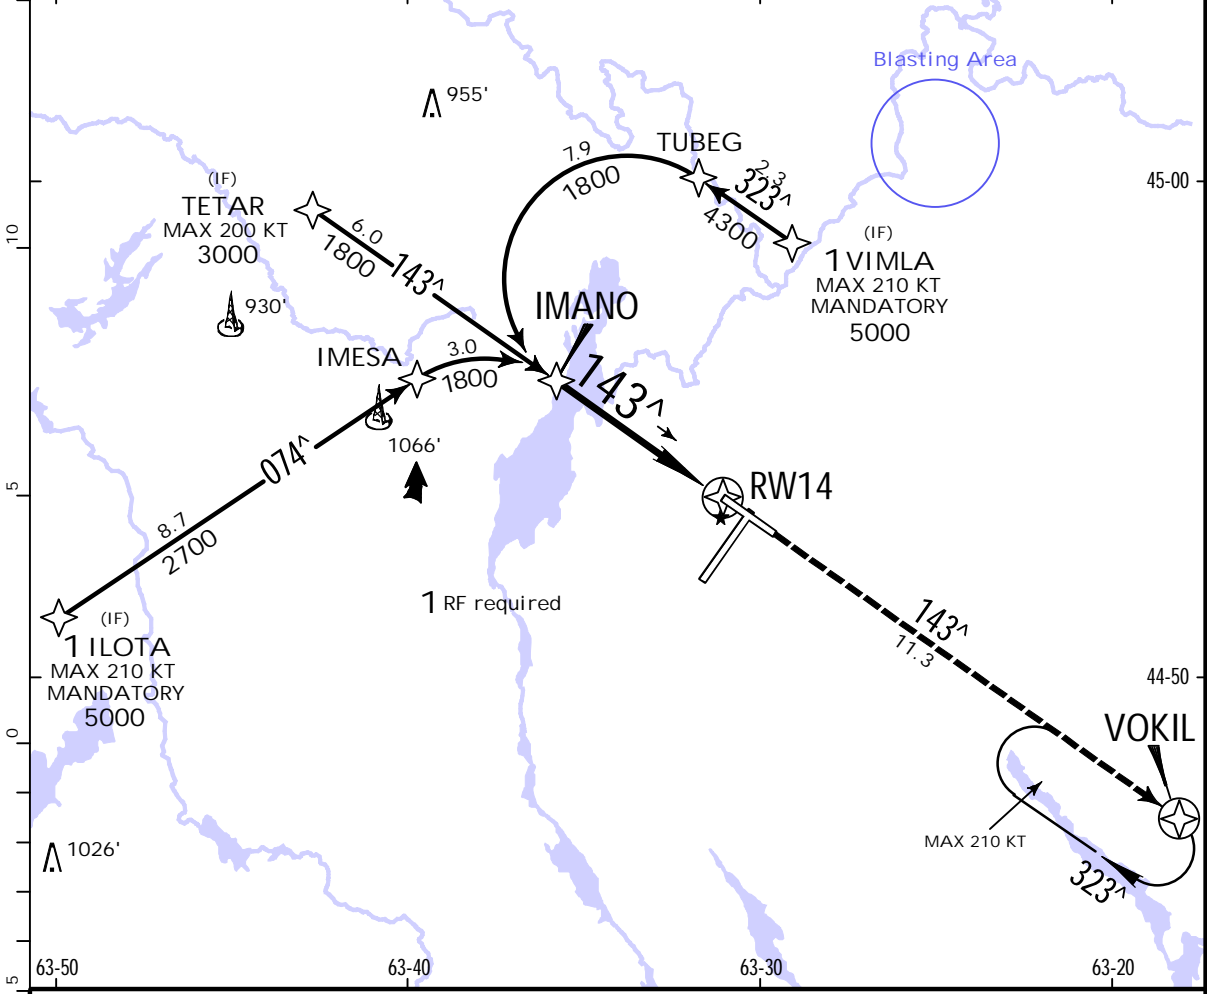 Blasting Area
955'
TUBEG
7.9
1800
2.3
323^
4300
45-00
(IF)
TETAR
MAX 200 KT
3000
6.0
1800
143^
(IF)
1 VIMLA
MAX 210 KT
MANDATORY
5000
10
930'
IMANO
IMESA
3.0
1800
143^
1066'
074^
RW14
5
8.7
2700
1 RF required
(IF)
1 ILOTA
MAX 210 KT
MANDATORY
5000
143^
11.3
44-50
VOKIL
0
MAX 210 KT
323^
1026'
5
63-50
63-40
63-30
63-20